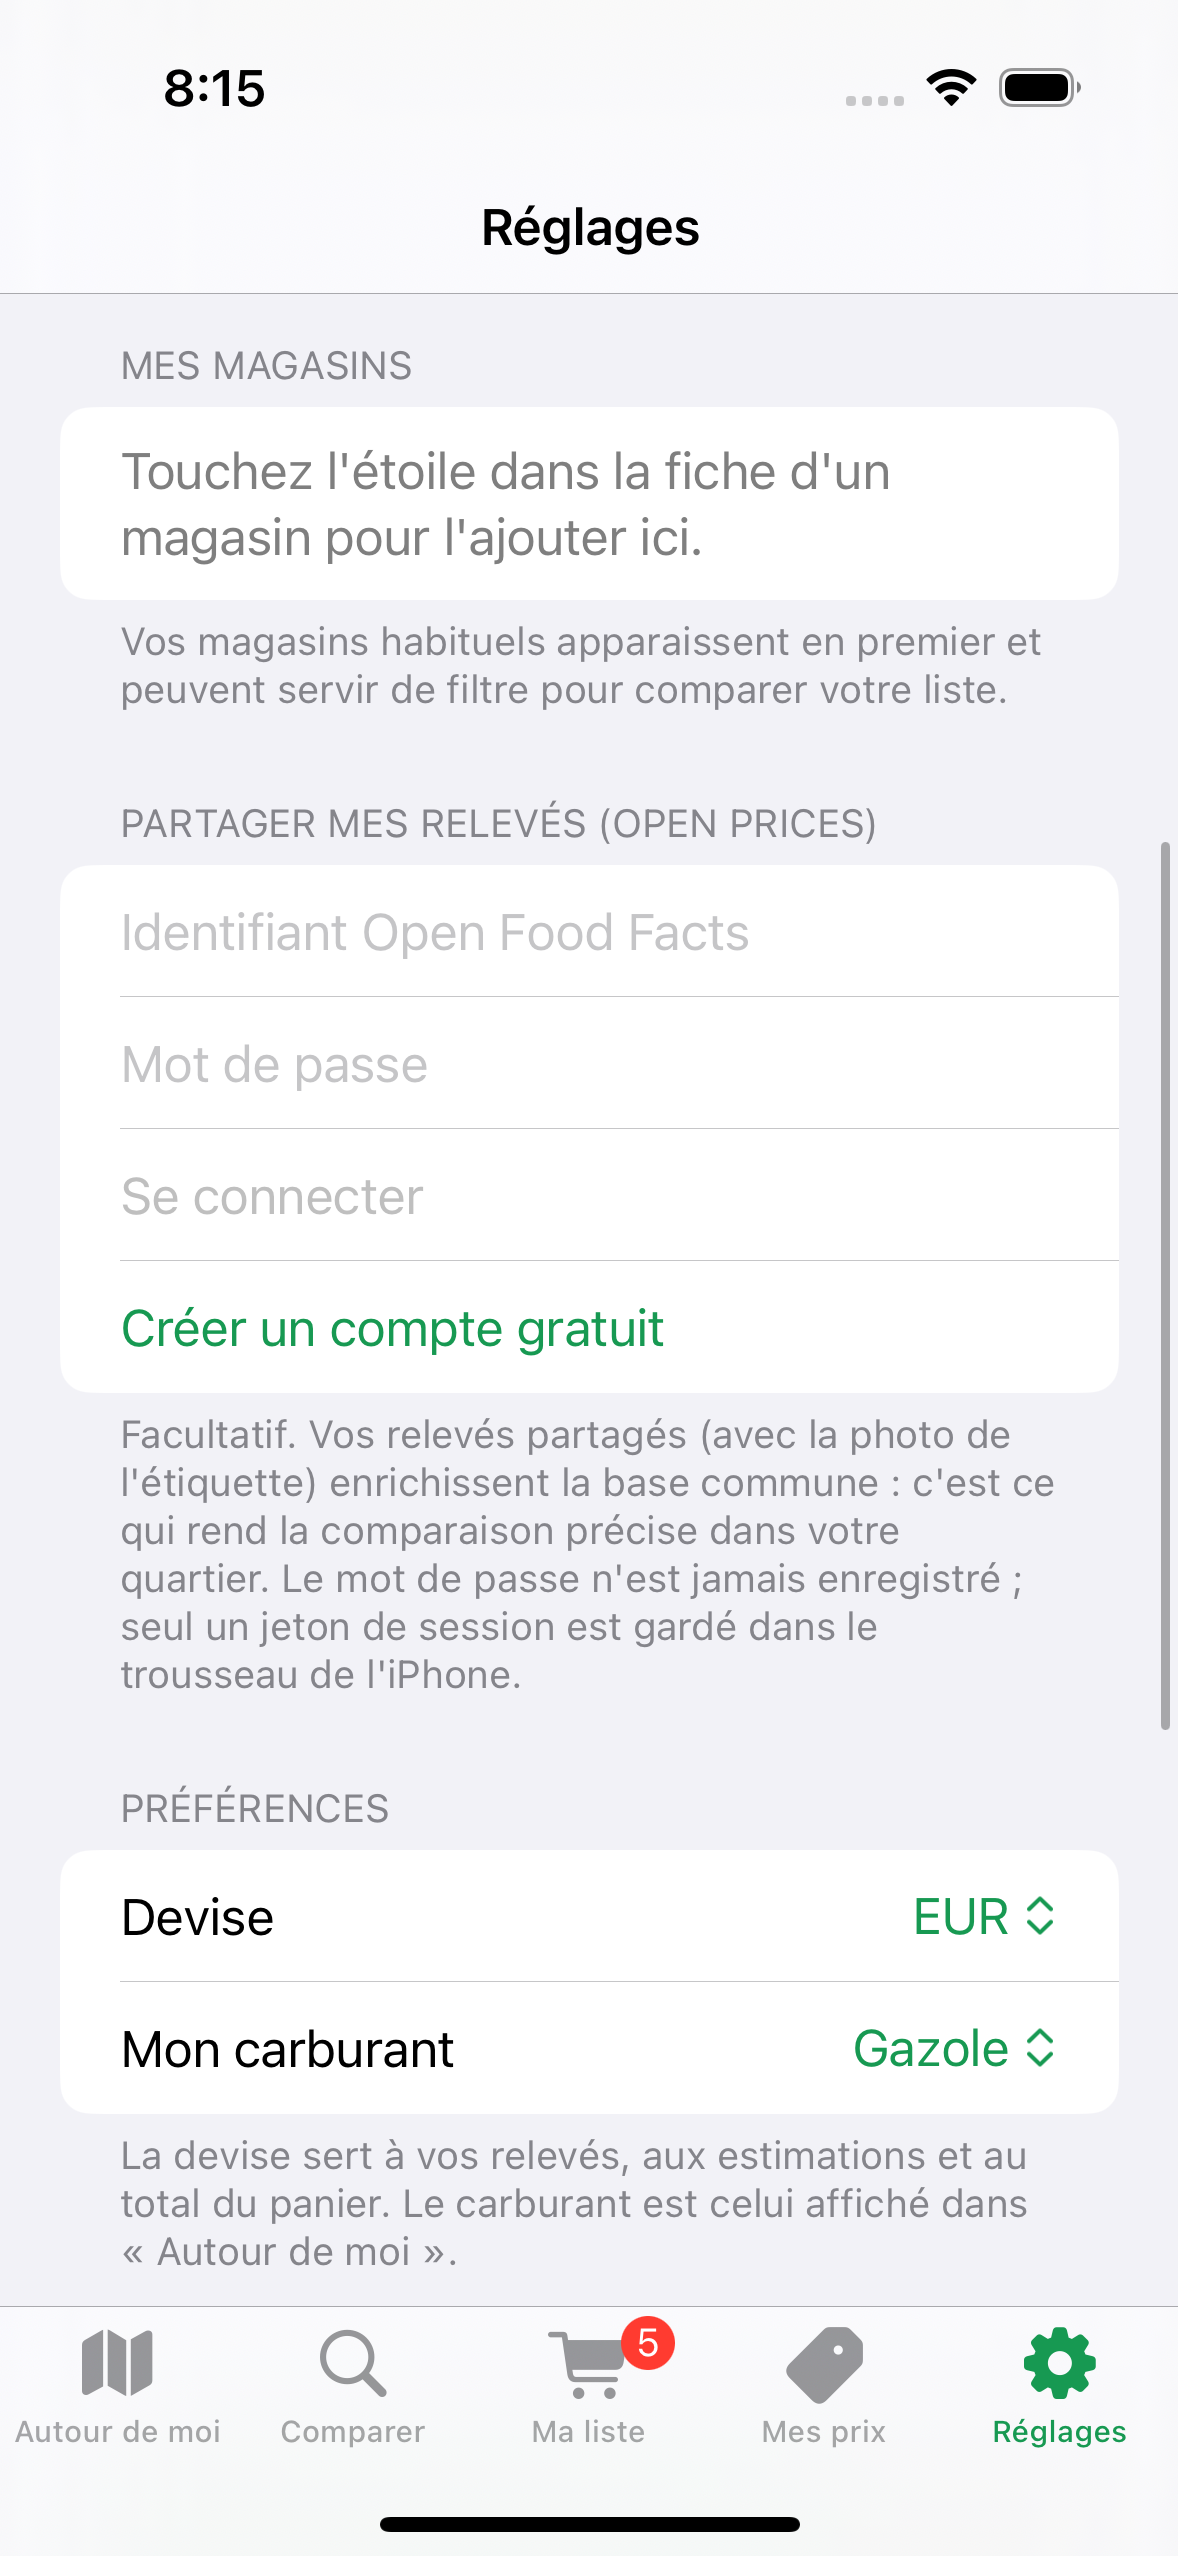 8:15
Réglages
MES MAGASINS
Touchez l'étoile dans la fiche d'un
magasin pour l'ajouter ici.
Vos magasins habituels apparaissent en premier et
peuvent servir de filtre pour comparer votre liste.
PARTAGER MES RELEVÉS (OPEN PRICES)
Identifiant Open Food Facts
Mot de passe
Se connecter
Créer un compte gratuit
Facultatif. Vos relevés partagés (avec la photo de
l'étiquette) enrichissent la base commune : c'est ce
qui rend la comparaison précise dans votre
quartier. Le mot de passe n'est jamais enregistré ;
seul un jeton de session est gardé dans le
trousseau de l'iPhone.
PRÉFÉRENCES
Devise EUR
Mon carburant Gazole
La devise sert à vos relevés, aux estimations et au
total du panier. Le carburant est celui affiché dans
« Autour de moi ».
5
Autour de moi Comparer Ma liste Mes prix Réglages